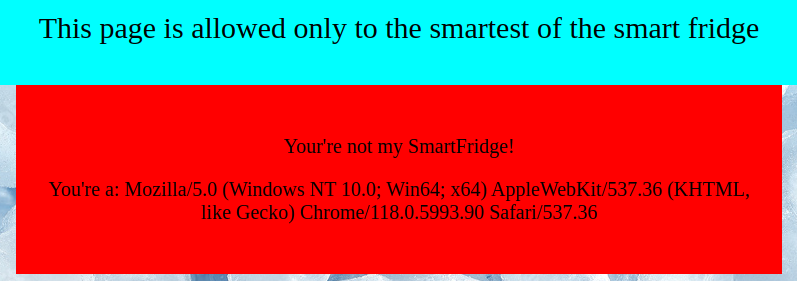 This page is allowed only to the smartest of the smart fridge
Your're not my SmartFridge!
You're a: Mozilla/5.0 (Windows NT 10.0; Win64; x64) AppleWebKit/537.36 (KHTML,
like Gecko) Chrome/118.0.5993.90 Safari/537.36